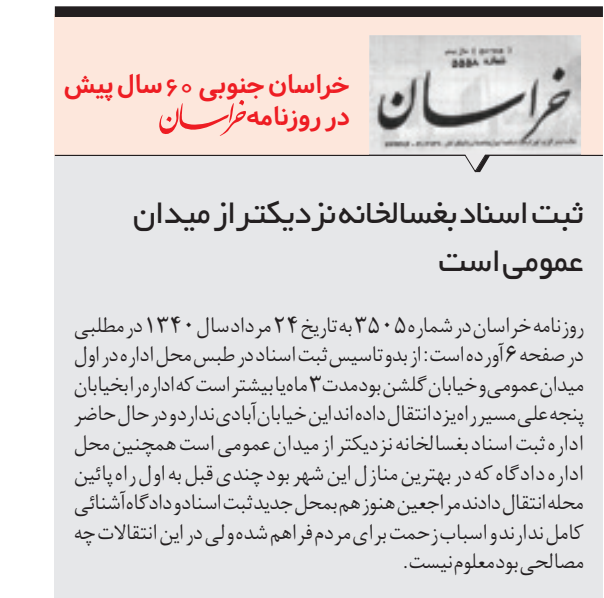 خراسان
شماره ۵۵۵۸
خراسان جنوبی ۶۰ سال پیش
در روزنامه خراسان
ثبت اسناد بغسالخانه نزدیکتر از میدان
عمومی است
روزنامه خراسان در شماره ۳۵۰۵ به تاریخ ۲۴ مرداد سال ۱۳۴۰ در مطلبی
در صفحه ۶ آورده است: از بدو تاسیس ثبت اسناد در طبس محل اداره در اول
میدان عمومی و خیابان گلشن بود مدت ۳ ماه یا بیشتر است که اداره را بخیابان
پنجه علی مسیر راه یزد انتقال داده اند این خیابان آبادی ندارد و در حال حاضر
اداره ثبت اسناد بغسالخانه نزدیکتر از میدان عمومی است همچنین محل
اداره دادگاه که در بهترین منازل این شهر بود چندی قبل به اول راه پائین
محله انتقال دادند مراجعین هنوز هم بمحل جدید ثبت اسناد و دادگاه آشنائی
کامل ندارند و اسباب زحمت برای مردم فراهم شده ولی در این انتقالات چه
مصالحی بود معلوم نیست.